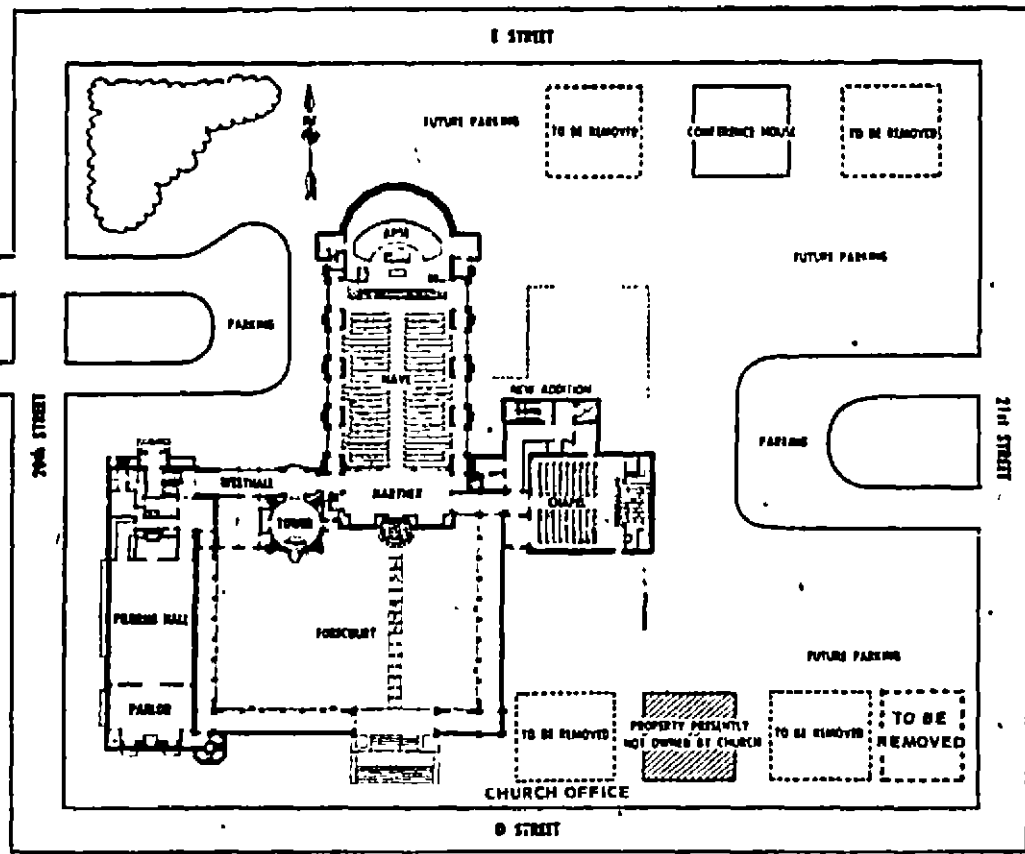 E STREET
FUTURE PARKING
TO BE REMOVED
CONFERENCE HOUSE
TO BE REMOVED
APSE
FUTURE PARKING
PARKING
NAVE
NEW ADDITION
20th STREET
21st STREET
PARKING
WESTHALL
NARTHEX
CHAPEL
TOWER
PILGRIMS HALL
FORECOURT
FUTURE PARKING
PARLOR
TO BE REMOVED
PROPERTY PRESENTLY
NOT OWNED BY CHURCH
TO BE REMOVED
TO BE
REMOVED
CHURCH OFFICE
D STREET